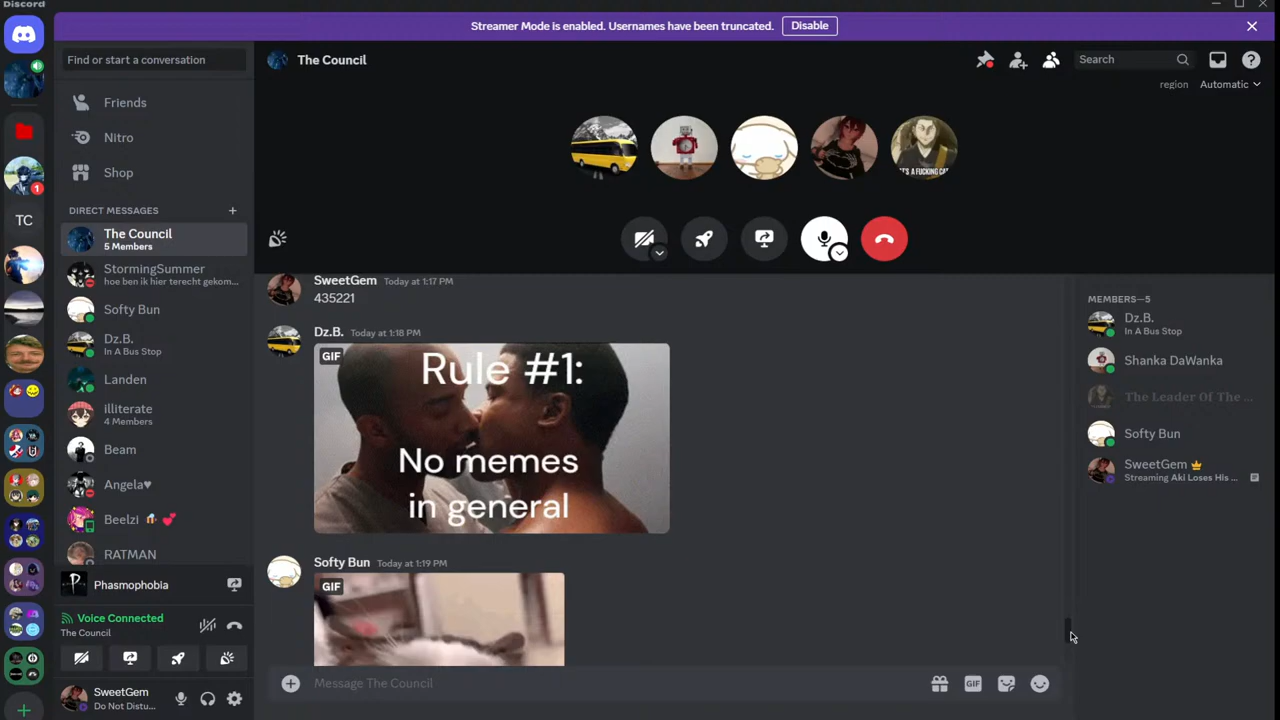 Discord
Streamer Mode is enabled. Usernames have been truncated.
Disable
Find or start a conversation
The Council
Search
region
Automatic
Friends
Nitro
Shop
DIRECT MESSAGES
The Council
5 Members
StormingSummer
hoe ben ik hier terecht gekom...
Softy Bun
Dz.B.
In A Bus Stop
Landen
illiterate
4 Members
Beam
Angela♥
Beelzi
RATMAN
Phasmophobia
Voice Connected
The Council
SweetGem
Do Not Distu...
1
TC
SweetGem Today at 1:17 PM
435221
Dz.B. Today at 1:18 PM
GIF
Rule #1:
No memes
in general
Softy Bun Today at 1:19 PM
GIF
Message The Council
GIF
MEMBERS—5
Dz.B.
In A Bus Stop
Shanka DaWanka
The Leader Of The ...
Softy Bun
SweetGem
Streaming Aki Loses His ...